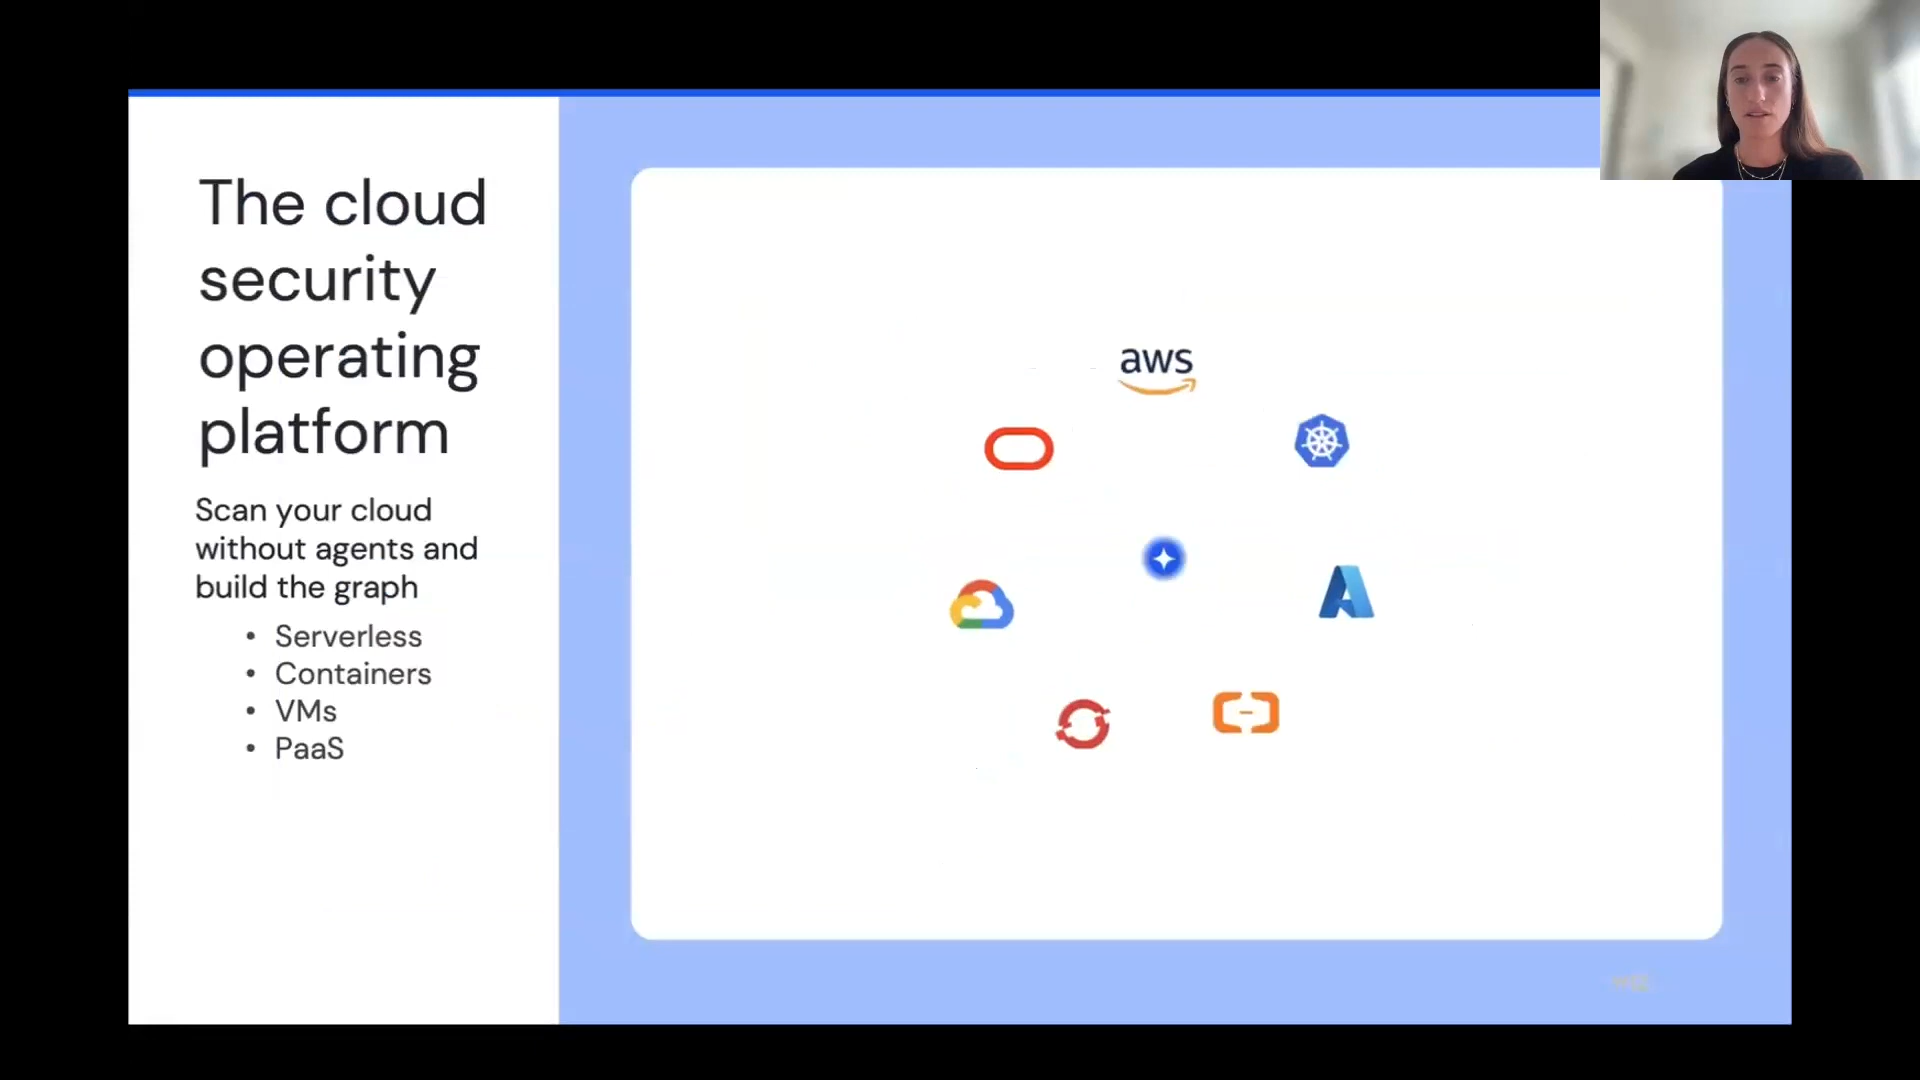 The cloud
security
operating
platform
Scan your cloud
without agents and
build the graph
• Serverless
• Containers
• VMs
• PaaS
aws